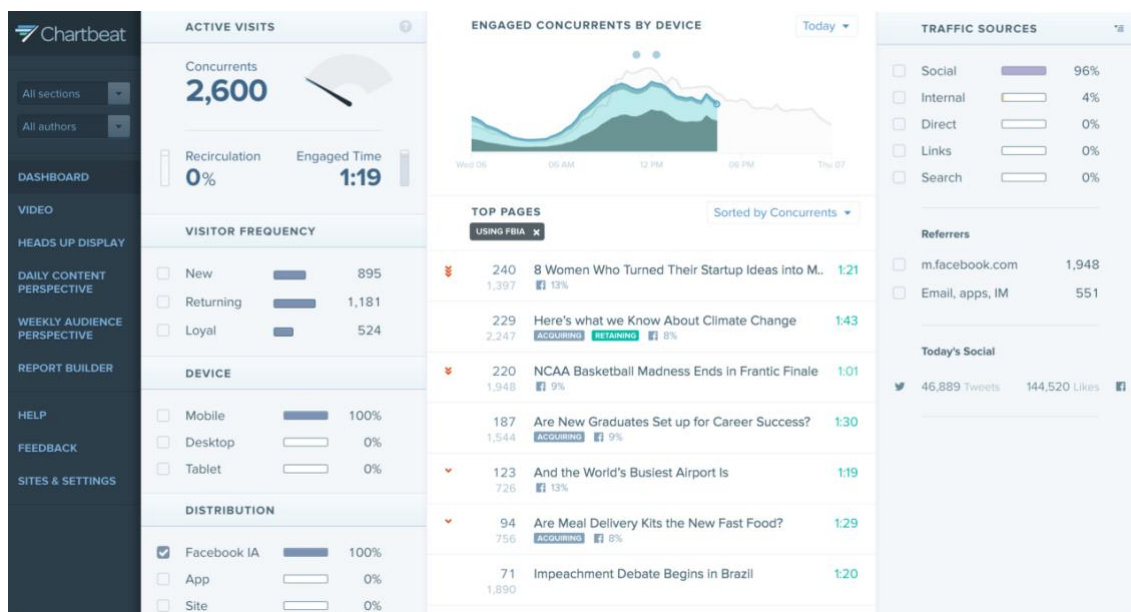 Chartbeat
All sections
All authors
DASHBOARD
VIDEO
HEADS UP DISPLAY
DAILY CONTENT
PERSPECTIVE
WEEKLY AUDIENCE
PERSPECTIVE
REPORT BUILDER
HELP
FEEDBACK
SITES & SETTINGS
ACTIVE VISITS
?
Concurrents
2,600
Recirculation
0%
Engaged Time
1:19
VISITOR FREQUENCY
New 895
Returning 1,181
Loyal 524
DEVICE
Mobile 100%
Desktop 0%
Tablet 0%
DISTRIBUTION
Facebook IA 100%
App 0%
Site 0%
ENGAGED CONCURRENTS BY DEVICE
Today
Wed 06 06 AM 12 PM 06 PM Thu 07
TOP PAGES
Sorted by Concurrents
USING FBIA x
240 8 Women Who Turned Their Startup Ideas into M.. 1:21
1,397 13%
229 Here's what we Know About Climate Change 1:43
2,247 ACQUIRING RETAINING 8%
220 NCAA Basketball Madness Ends in Frantic Finale 1:01
1,948 9%
187 Are New Graduates Set up for Career Success? 1:30
1,544 ACQUIRING 9%
123 And the World's Busiest Airport Is 1:19
726 13%
94 Are Meal Delivery Kits the New Fast Food? 1:29
756 ACQUIRING 8%
71 Impeachment Debate Begins in Brazil 1:20
1,890
TRAFFIC SOURCES
Social 96%
Internal 4%
Direct 0%
Links 0%
Search 0%
Referrers
m.facebook.com 1,948
Email, apps, IM 551
Today's Social
46,889 Tweets 144,520 Likes